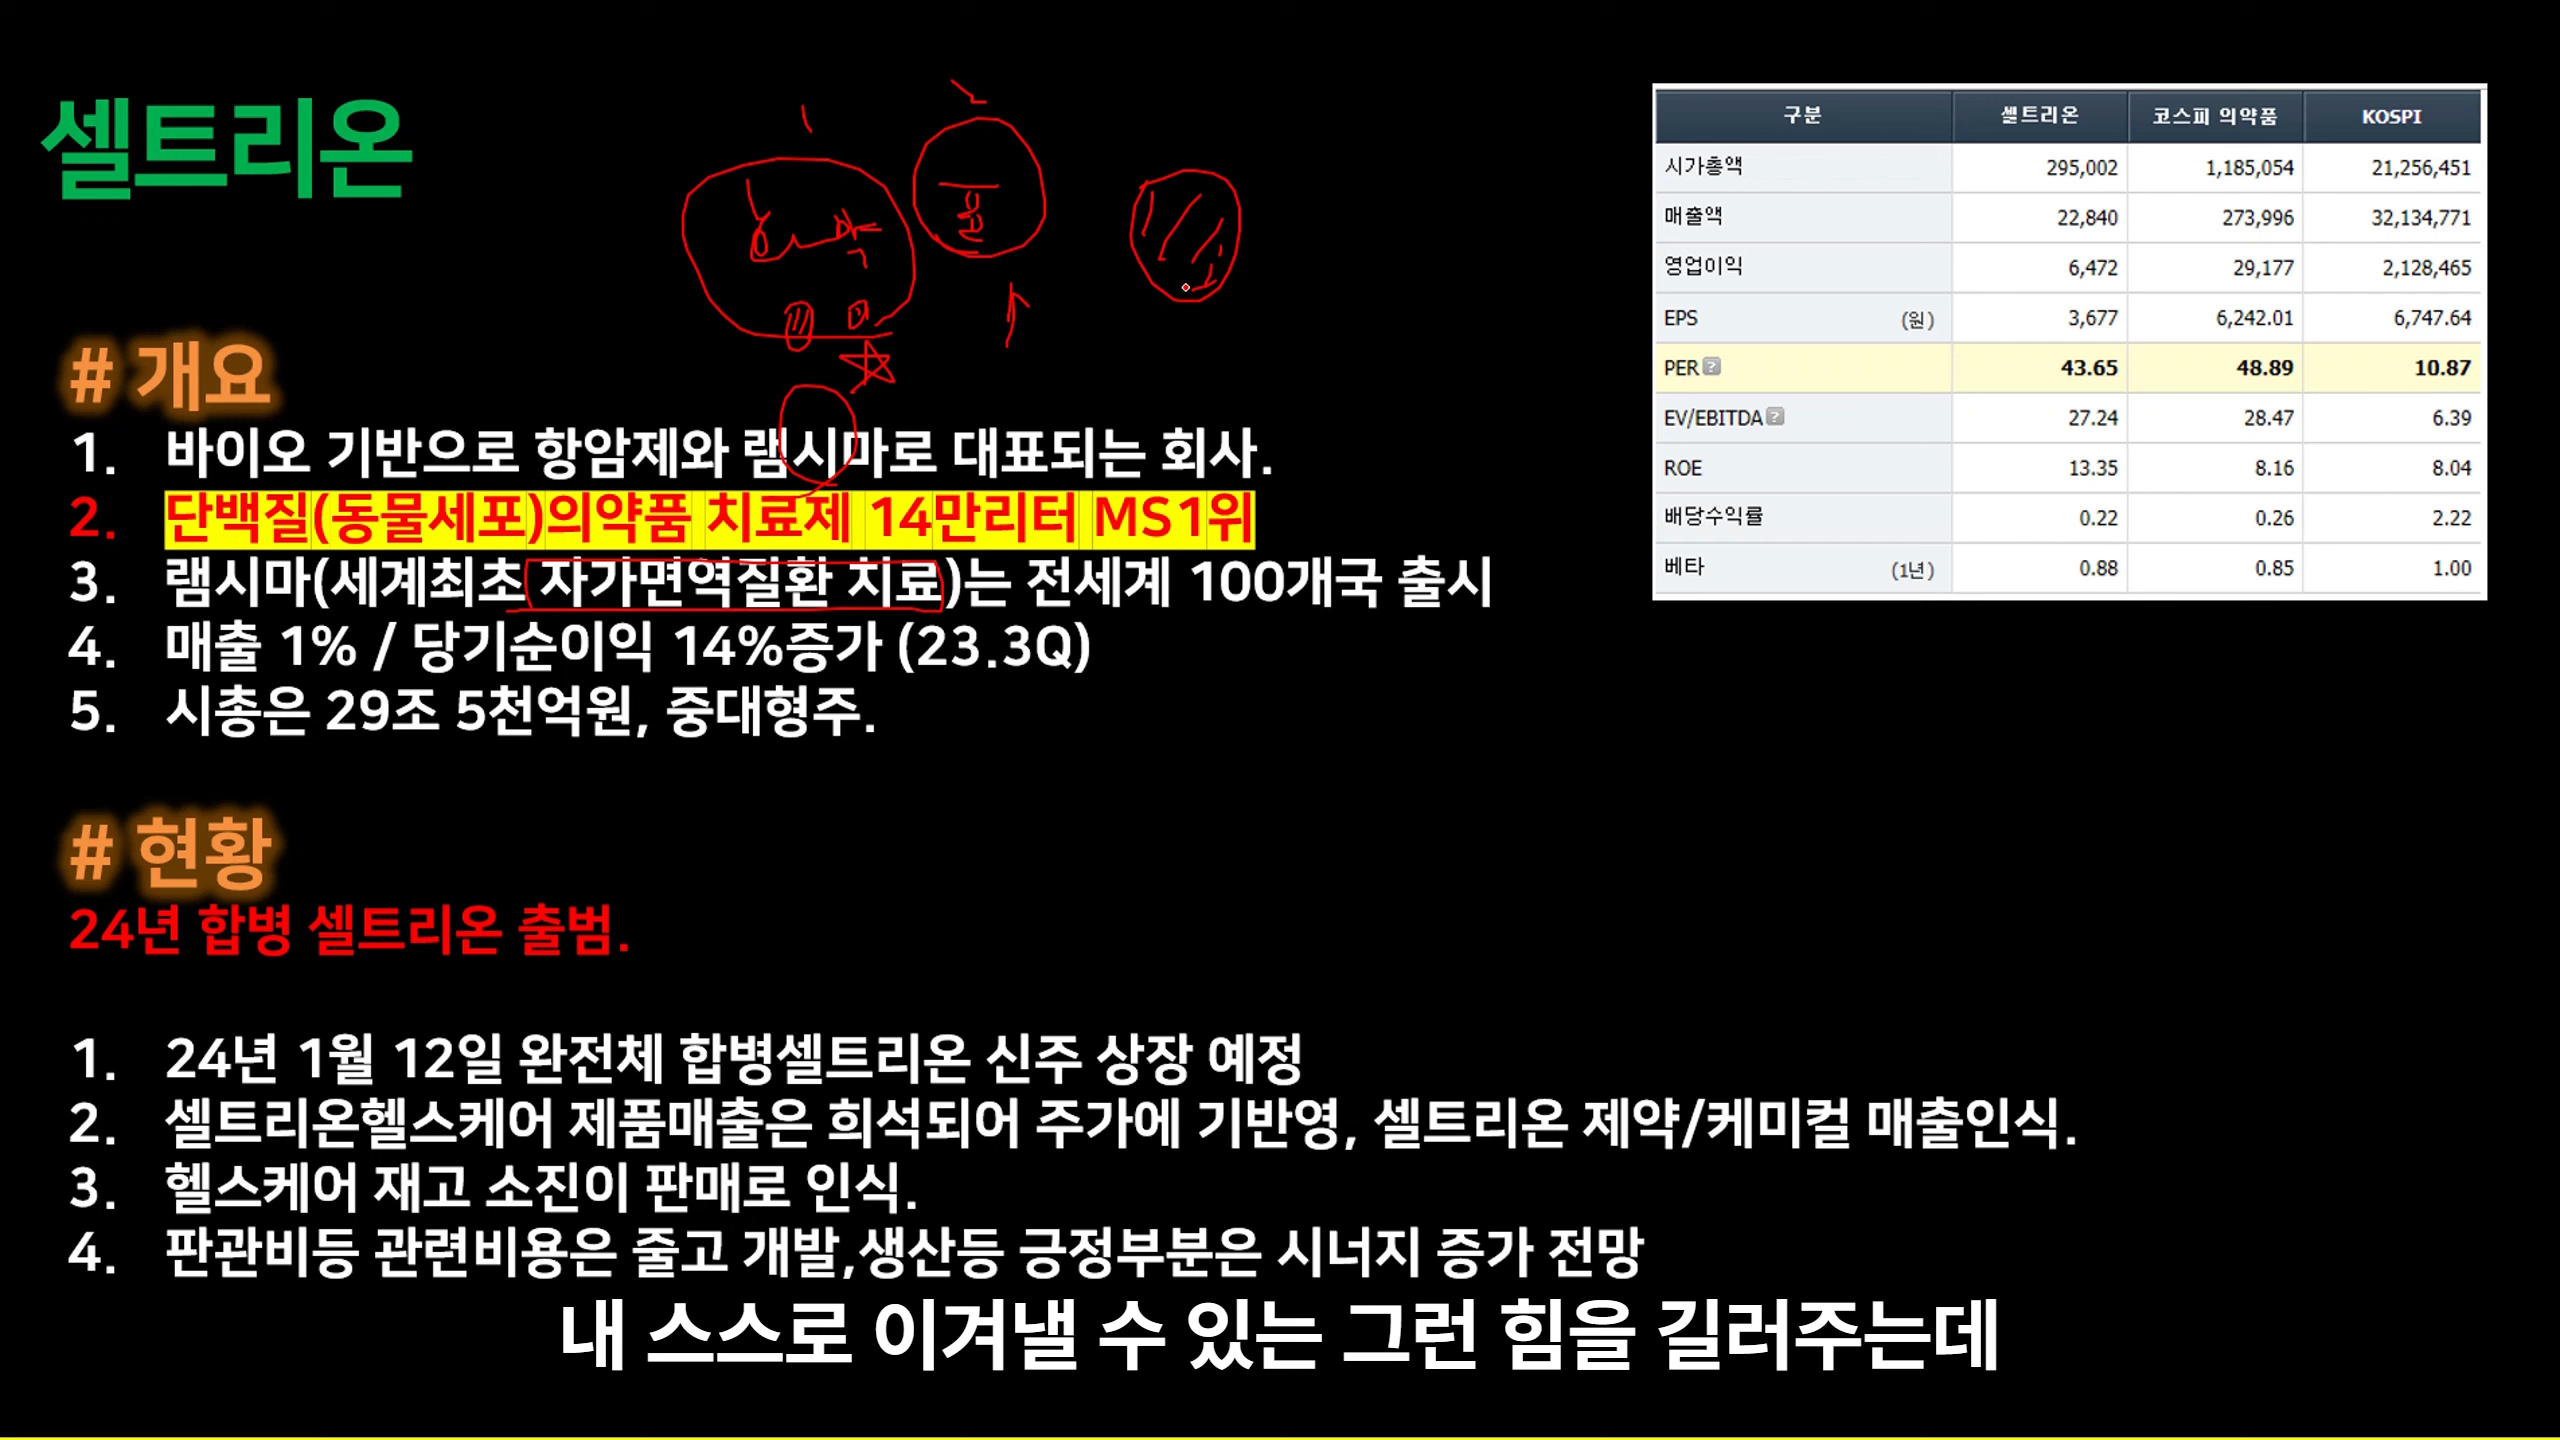 셀트리온
# 개요
1. 바이오 기반으로 항암제와 램시마로 대표되는 회사.
2. 단백질(동물세포)의약품 치료제 14만리터 MS1위
3. 램시마(세계최초 자가면역질환 치료)는 전세계 100개국 출시
4. 매출 1% / 당기순이익 14%증가 (23.3Q)
5. 시총은 29조 5천억원, 중대형주.
# 현황
24년 합병 셀트리온 출범.
1. 24년 1월 12일 완전체 합병셀트리온 신주 상장 예정
2. 셀트리온헬스케어 제품매출은 희석되어 주가에 기반영, 셀트리온 제약/케미컬 매출인식.
3. 헬스케어 재고 소진이 판매로 인식.
4. 판관비등 관련비용은 줄고 개발,생산등 긍정부분은 시너지 증가 전망
내 스스로 이겨낼 수 있는 그런 힘을 길러주는데
구분 셀트리온 코스피 의약품 KOSPI
시가총액 295,002 1,185,054 21,256,451
매출액 22,840 273,996 32,134,771
영업이익 6,472 29,177 2,128,465
EPS (원) 3,677 6,242.01 6,747.64
PER ? 43.65 48.89 10.87
EV/EBITDA ? 27.24 28.47 6.39
ROE 13.35 8.16 8.04
배당수익률 0.22 0.26 2.22
베타 (1년) 0.88 0.85 1.00